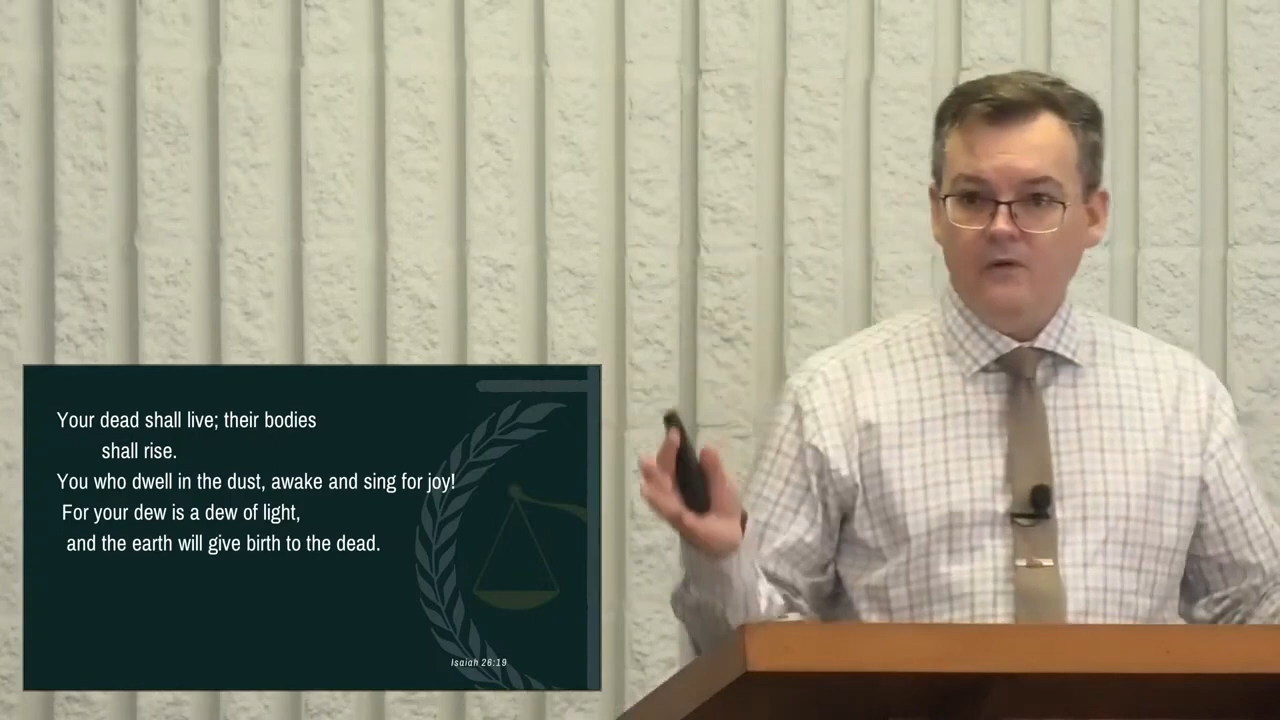 Your dead shall live; their bodies
shall rise.
You who dwell in the dust, awake and sing for joy!
For your dew is a dew of light,
and the earth will give birth to the dead.
Isaiah 26:19